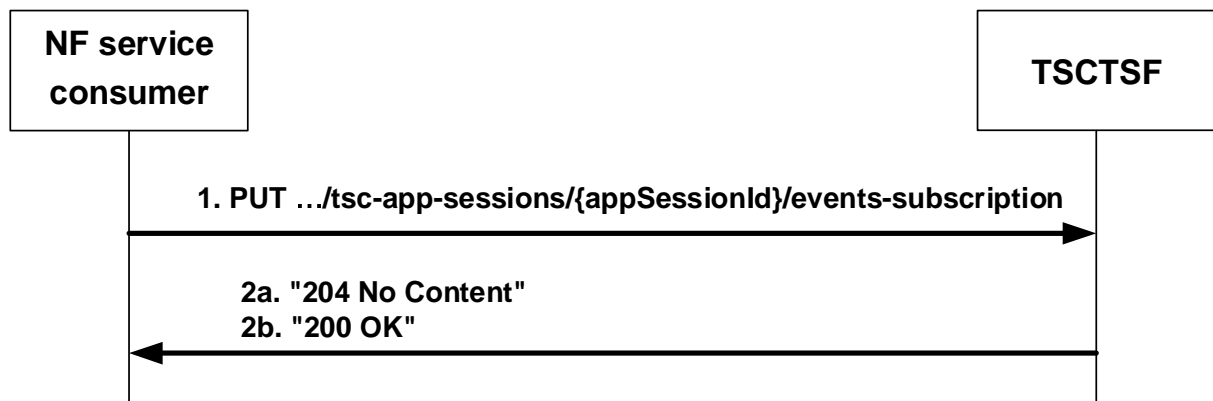 NF service
consumer
TSCTSF
1. PUT …/tsc-app-sessions/{appSessionId}/events-subscription
2a. "204 No Content"
2b. "200 OK"